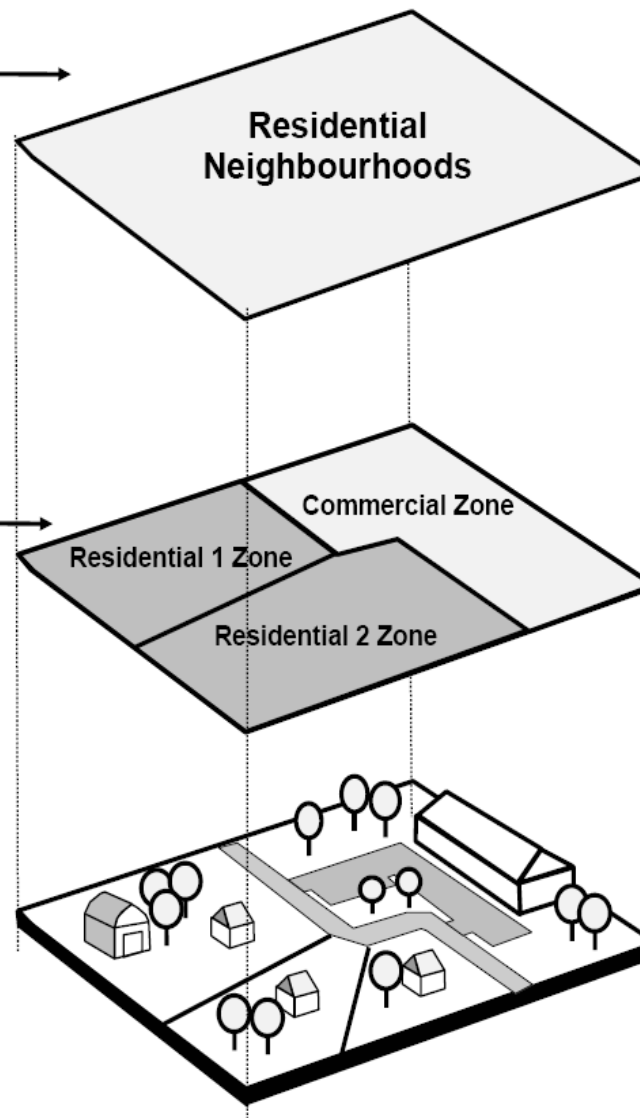 Residential
Neighbourhoods
Commercial Zone
Residential 1 Zone
Residential 2 Zone